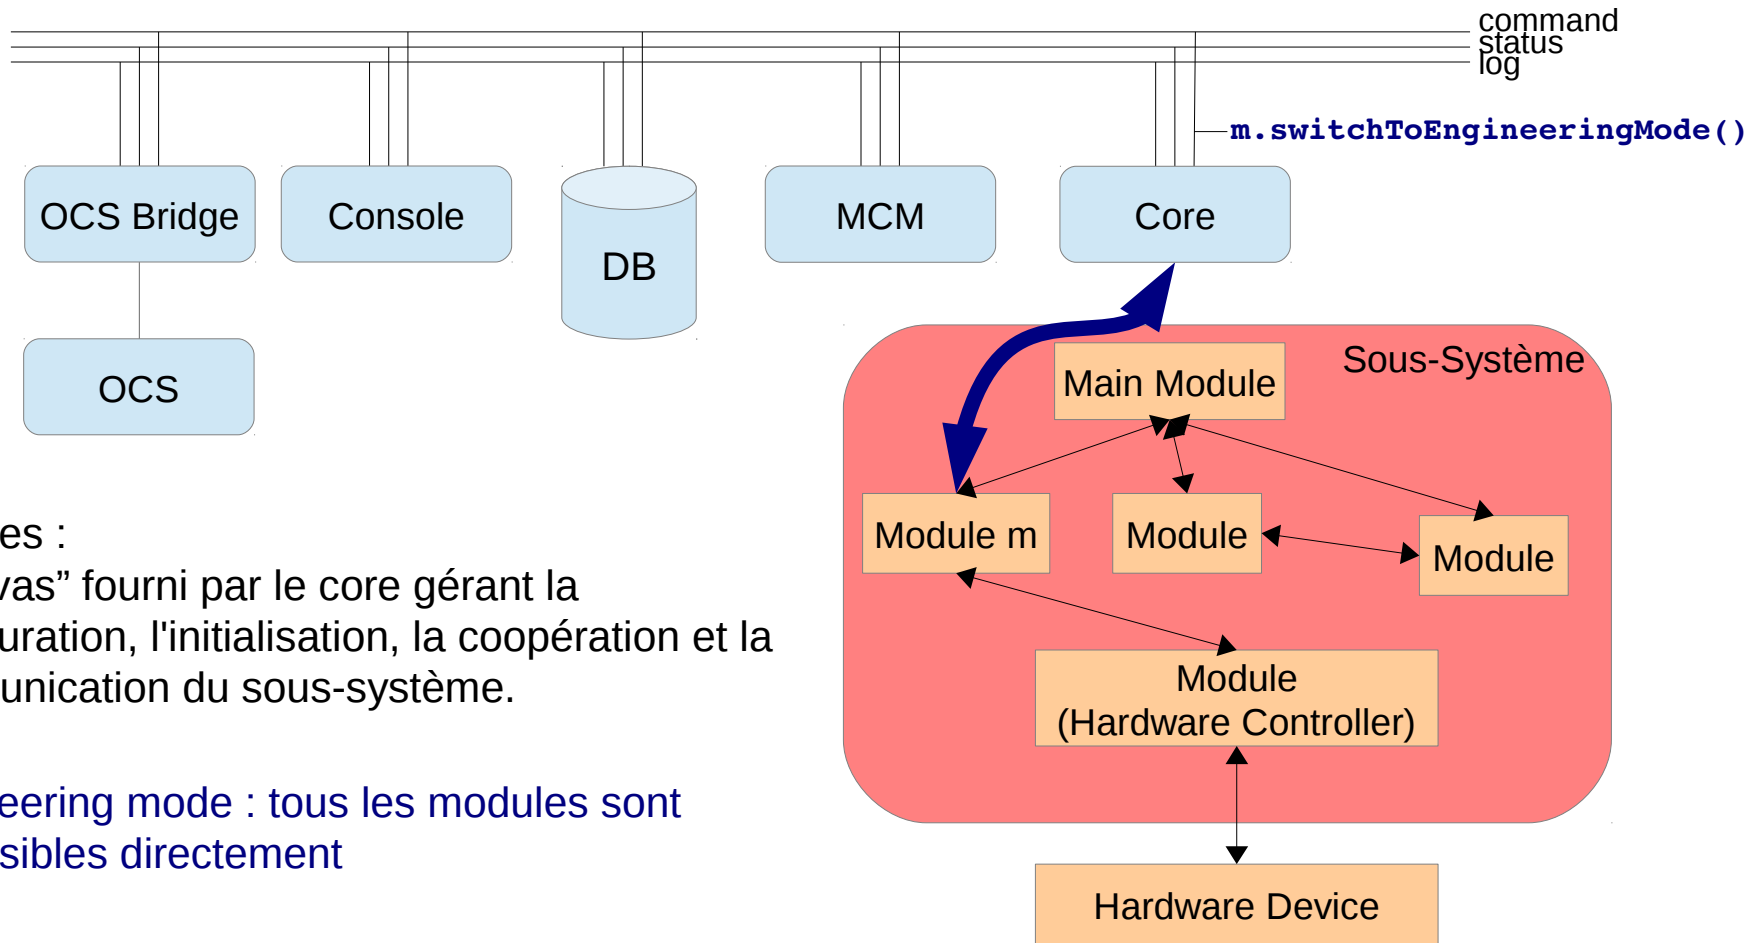 command
status
log
m.switchToEngineeringMode()
OCS Bridge
Console
DB
MCM
Core
OCS
Sous-Système
Main Module
Module m
Module
Module
Module
(Hardware Controller)
Hardware Device
es :
vas” fourni par le core gérant la
uration, l'initialisation, la coopération et la
unication du sous-système.
eering mode : tous les modules sont
sibles directement